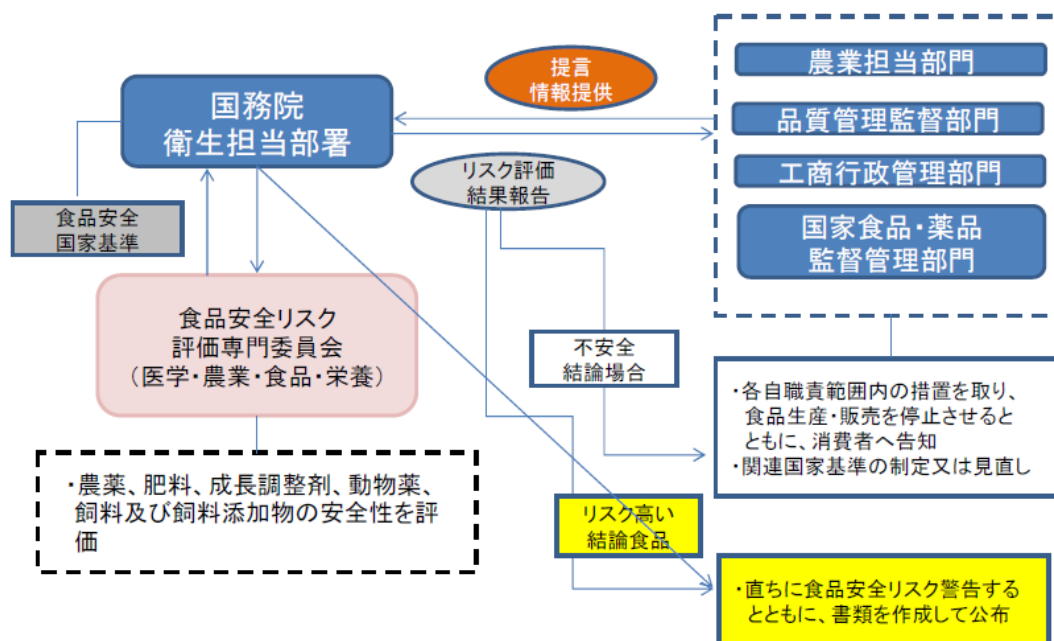 国務院
衛生担当部署
食品安全
国家基準
食品安全リスク
評価専門委員会
（医学・農業・食品・栄養）
・農薬、肥料、成長調整剤、動物薬、
飼料及び飼料添加物の安全性を評
価
提言
情報提供
リスク評価
結果報告
不安全
結論場合
リスク高い
結論食品
農業担当部門
品質管理監督部門
工商行政管理部門
国家食品・薬品
監督管理部門
・各自職責範囲内の措置を取り、
食品生産・販売を停止させると
ともに、消費者へ告知
・関連国家基準の制定又は見直し
・直ちに食品安全リスク警告する
とともに、書類を作成して公布